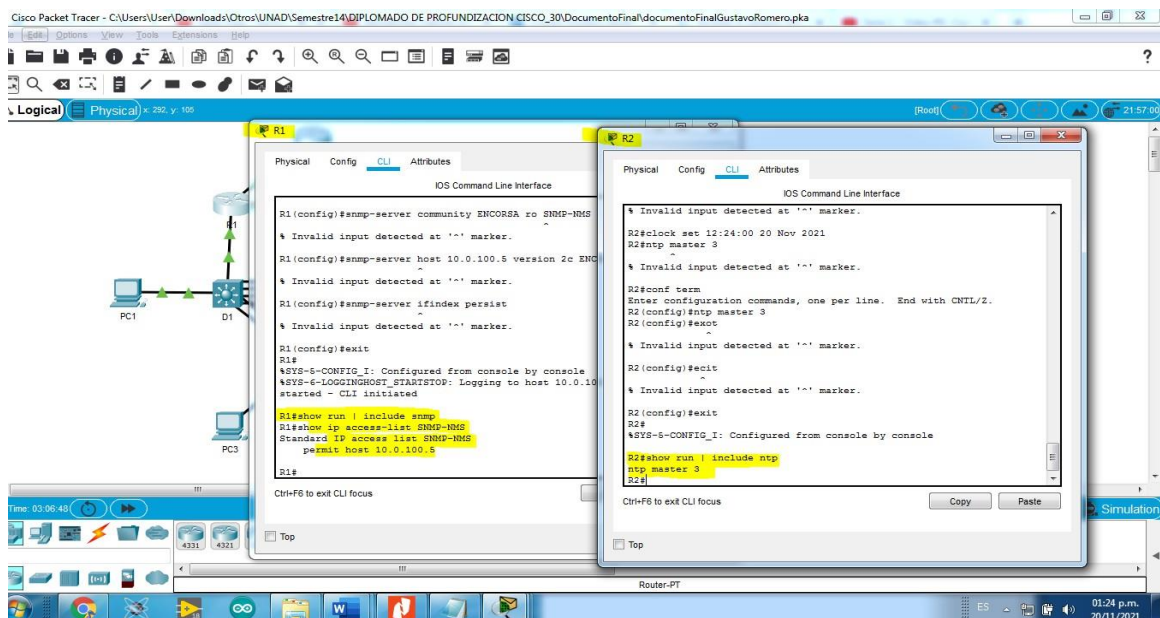 Cisco Packet Tracer - C:\Users\User\Downloads\Otros\UNAD\Semestre14\DIPLOMADO DE PROFUNDIZACION CISCO_30\DocumentoFinal\documentoFinalGustavoRomero.pka
Edit Options View Tools Extensions Help
?
Logical Physical x: 292, y: 105 [Root] 21:57:00
R1
PC1
D1
PC3
R1
Physical Config CLI Attributes
IOS Command Line Interface
R1(config)#snmp-server community ENCORSA ro SNMP-NMS
^
% Invalid input detected at '^' marker.
R1(config)#snmp-server host 10.0.100.5 version 2c ENC
^
% Invalid input detected at '^' marker.
R1(config)#snmp-server ifindex persist
^
% Invalid input detected at '^' marker.
R1(config)#exit
R1#
%SYS-5-CONFIG_I: Configured from console by console
%SYS-6-LOGGINGHOST_STARTSTOP: Logging to host 10.0.10
started - CLI initiated
R1#show run | include snmp
R1#show ip access-list SNMP-NMS
Standard IP access list SNMP-NMS
permit host 10.0.100.5
R1#
Ctrl+F6 to exit CLI focus
Top
R2
Physical Config CLI Attributes
IOS Command Line Interface
% Invalid input detected at '^' marker.
R2#clock set 12:24:00 20 Nov 2021
R2#ntp master 3
^
% Invalid input detected at '^' marker.
R2#conf term
Enter configuration commands, one per line. End with CNTL/Z.
R2(config)#ntp master 3
R2(config)#exot
^
% Invalid input detected at '^' marker.
R2(config)#ecit
^
% Invalid input detected at '^' marker.
R2(config)#exit
R2#
%SYS-5-CONFIG_I: Configured from console by console
R2#show run | include ntp
ntp master 3
R2#
Ctrl+F6 to exit CLI focus
Copy Paste
Top
Time: 03:06:48
Simulation
4331 4321
Router-PT
ES
01:24 p.m.
20/11/2021